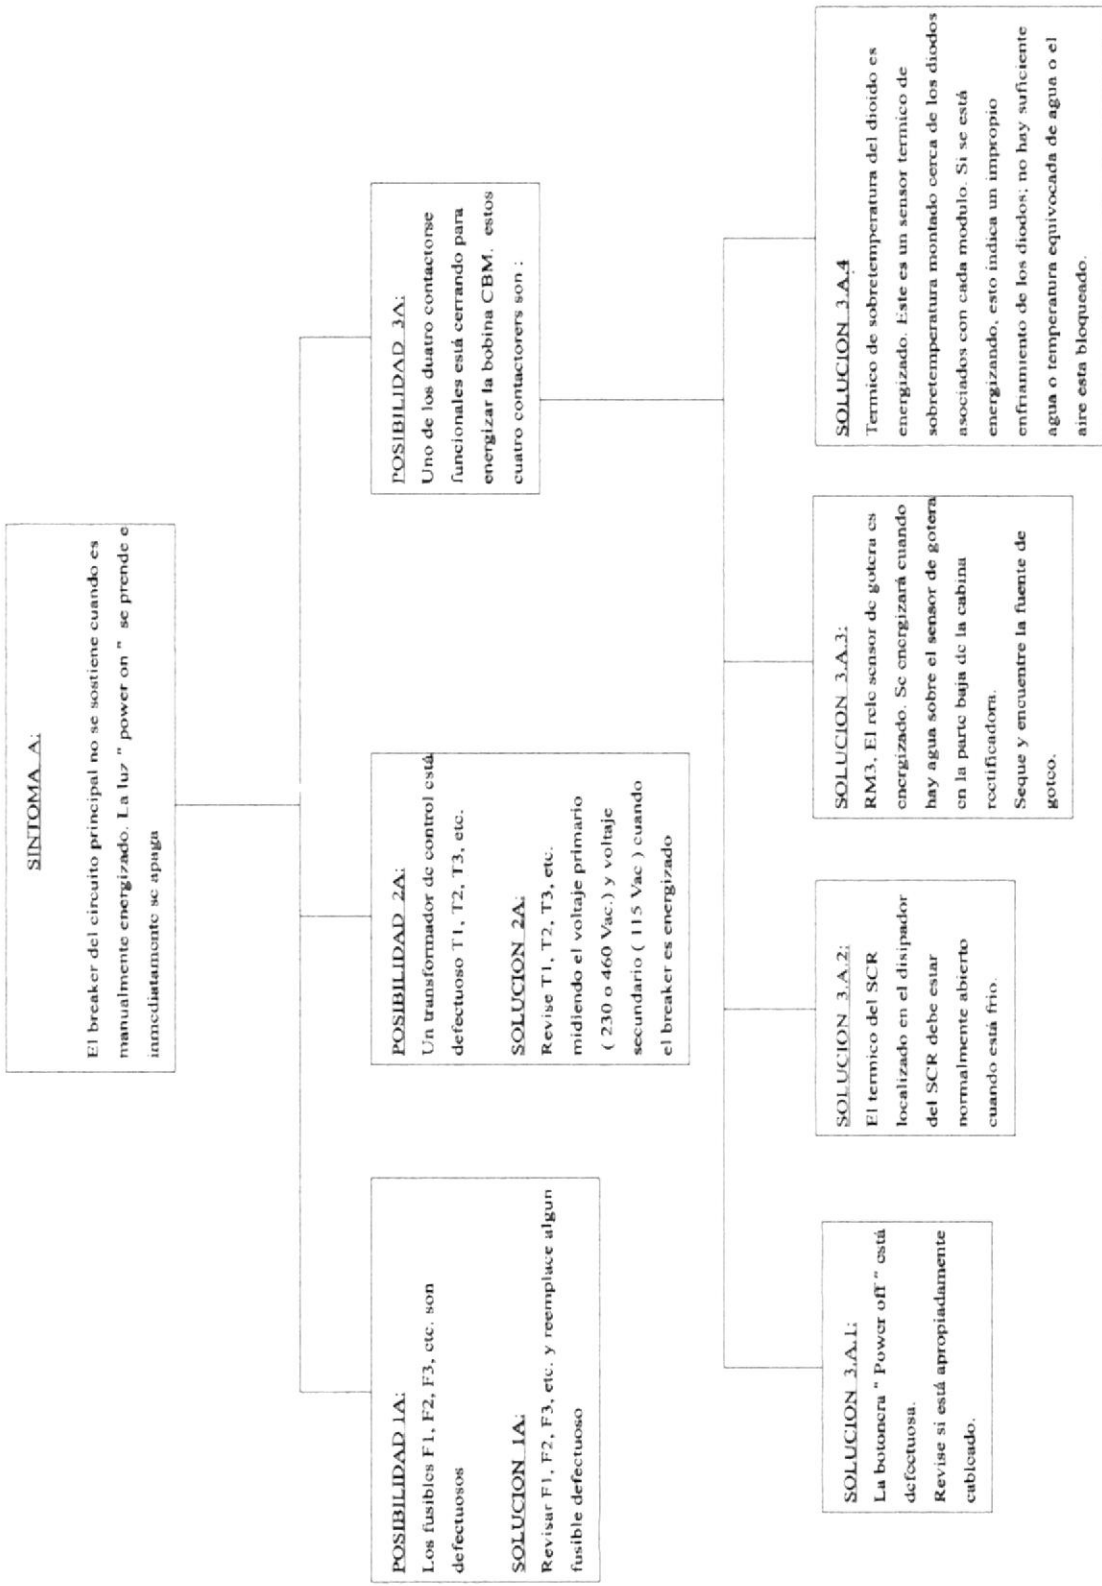 SINTOMA A:
El breaker del circuito principal no se sostiene cuando es
manualmente energizado. La luz " power on " se prende e
inmediatamente se apaga
POSIBILIDAD 1A:
Los fusibles F1, F2, F3, etc. son
defectuosos
SOLUCION 1A:
Revisar F1, F2, F3, etc. y reemplace algun
fusible defectuoso
POSIBILIDAD 2A:
Un transformador de control está
defectuoso T1, T2, T3, etc.
SOLUCION 2A:
Revise T1, T2, T3, etc.
midiendo el voltaje primario
( 230 o 460 Vac.) y voltaje
secundario ( 115 Vac ) cuando
el breaker es energizado
POSIBILIDAD 3A:
Uno de los duatro contactorse
funcionales está cerrando para
energizar la bobina CBM. estos
cuatro contactorers son :
SOLUCION 3.A.1:
La botonera " Power off " está
defectuosa.
Revise si está apropiadamente
cableado.
SOLUCION 3.A.2:
El termico del SCR
localizado en el disipador
del SCR debe estar
normalmente abierto
cuando está frio.
SOLUCION 3.A.3:
RM3, El rele sensor de gotera es
energizado. Se energizará cuando
hay agua sobre el sensor de gotera
en la parte baja de la cabina
rectificadora.
Seque y encuentre la fuente de
goteo.
SOLUCION 3.A.4
Termico de sobretemperatura del dioido es
energizado. Este es un sensor termico de
sobretemperatura montado cerca de los diodos
asociados con cada modulo. Si se está
energizando, esto indica un impropio
enfriamiento de los diodos; no hay suficiente
agua o temperatura equivocada de agua o el
aire esta bloqueado.